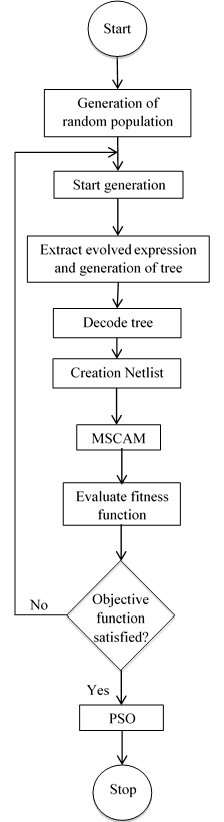 Start
Generation of
random population
Start generation
Extract evolved expression
and generation of tree
Decode tree
Creation Netlist
MSCAM
Evaluate fitness
function
Objective
function
satisfied?
No
Yes
PSO
Stop